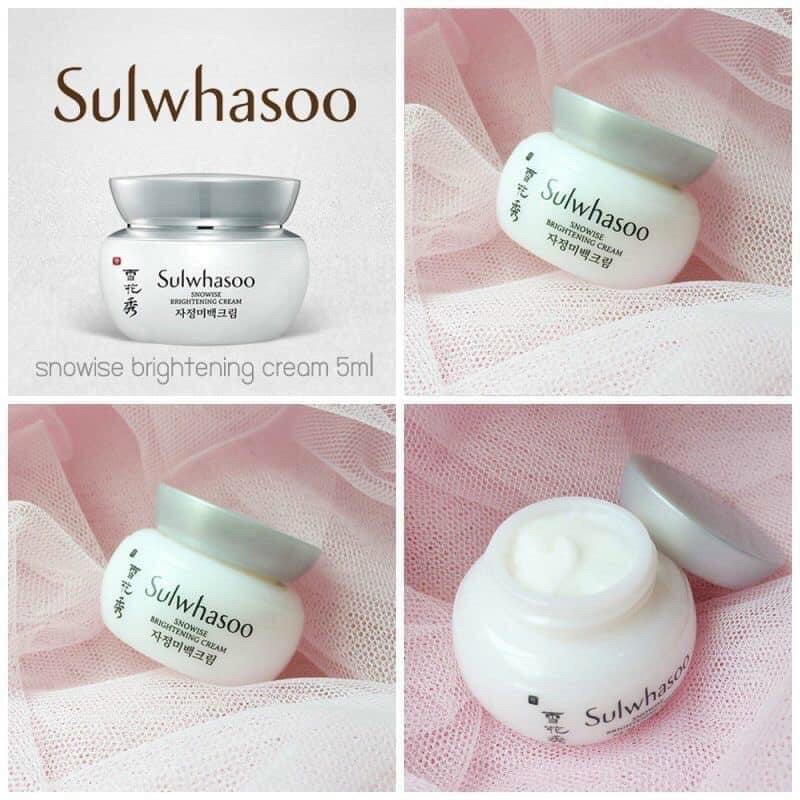 Sulwhasoo
雪花秀
Sulwhasoo
SNOWISE
BRIGHTENING CREAM
자정미백크림
snowise brightening cream 5ml
雪花秀
Sulwhasoo
SNOWISE
BRIGHTENING CREAM
자정미백크림
雪花秀
Sulwhasoo
SNOWISE
BRIGHTENING CREAM
자정미백크림
雪花秀
Sulwhasoo
SNOWISE